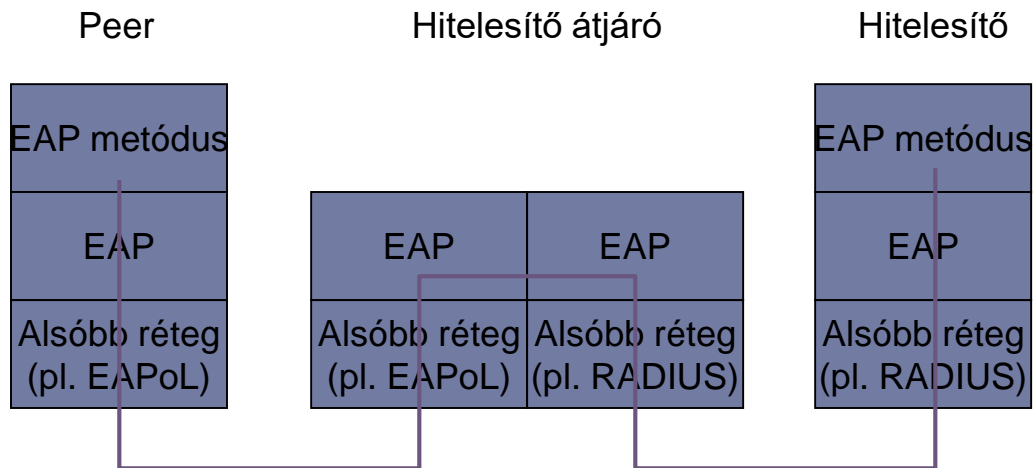 Peer
Hitelesítő átjáró
Hitelesítő
EAP metódus
EAP
Alsóbb réteg
(pl. EAPoL)
EAP
Alsóbb réteg
(pl. EAPoL)
EAP
Alsóbb réteg
(pl. RADIUS)
EAP metódus
EAP
Alsóbb réteg
(pl. RADIUS)